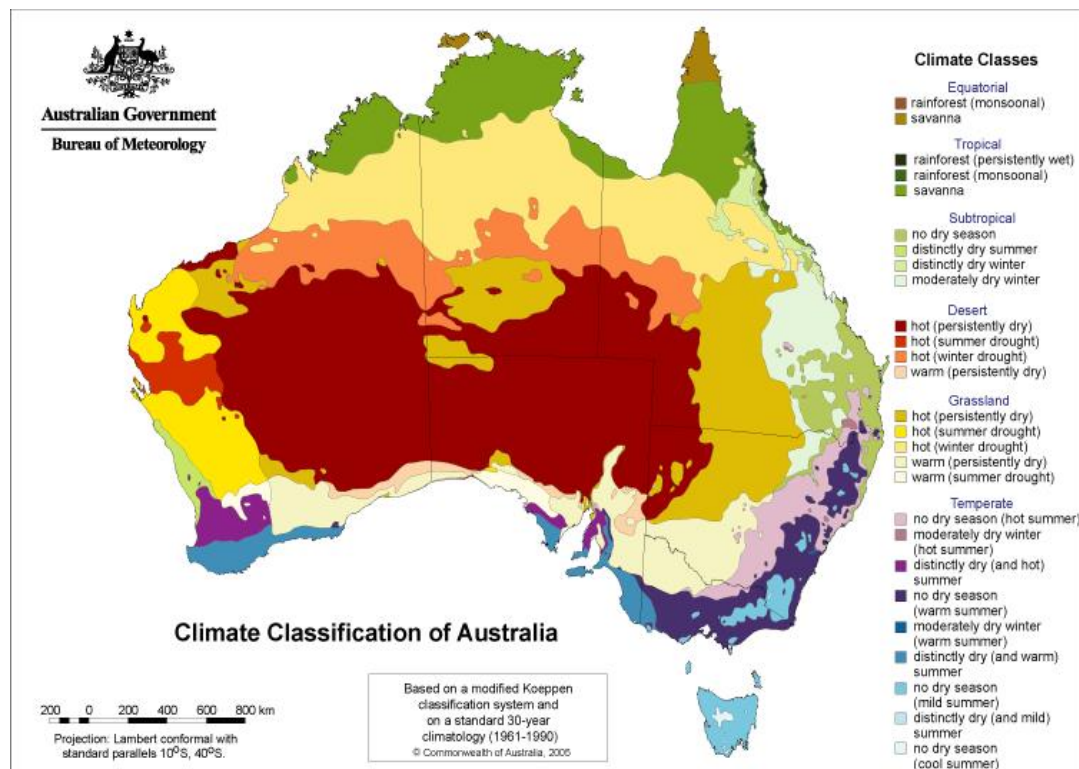 Australian Government
Bureau of Meteorology
Climate Classes
Equatorial
rainforest (monsoonal)
savanna
Tropical
rainforest (persistently wet)
rainforest (monsoonal)
savanna
Subtropical
no dry season
distinctly dry summer
distinctly dry winter
moderately dry winter
Desert
hot (persistently dry)
hot (summer drought)
hot (winter drought)
warm (persistently dry)
Grassland
hot (persistently dry)
hot (summer drought)
hot (winter drought)
warm (persistently dry)
warm (summer drought)
Temperate
no dry season (hot summer)
moderately dry winter
(hot summer)
distinctly dry (and hot)
summer
no dry season
(warm summer)
moderately dry winter
(warm summer)
distinctly dry (and warm)
summer
no dry season
(mild summer)
distinctly dry (and mild)
summer
no dry season
(cool summer)
Climate Classification of Australia
Based on a modified Koeppen
classification system and
on a standard 30-year
climatology (1961-1990)
© Commonwealth of Australia, 2005
200 0 200 400 600 800 km
Projection: Lambert conformal with
standard parallels 10⁰S, 40⁰S.